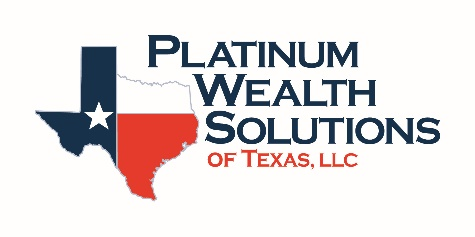 PLATINUM
WEALTH
SOLUTIONS
OF TEXAS, LLC